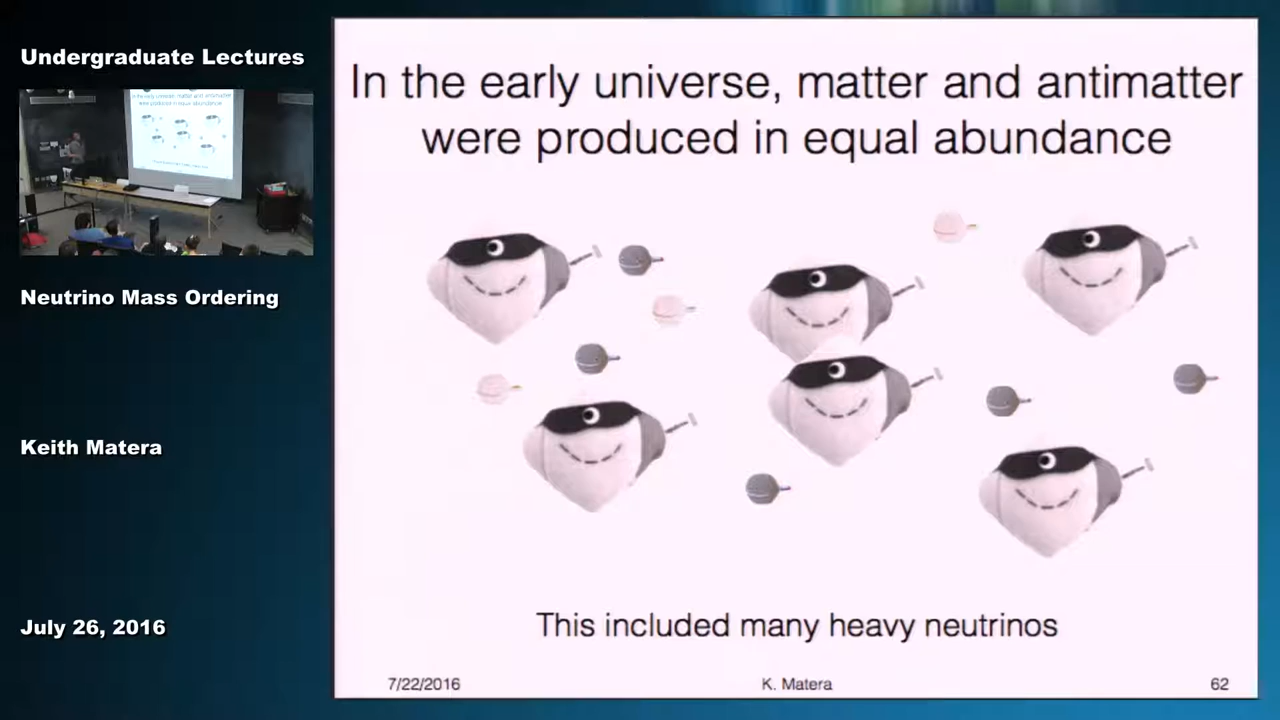 Undergraduate Lectures
In the early universe, matter and antimatter
were produced in equal abundance
Neutrino Mass Ordering
Keith Matera
July 26, 2016
This included many heavy neutrinos
7/22/2016
K. Matera
62